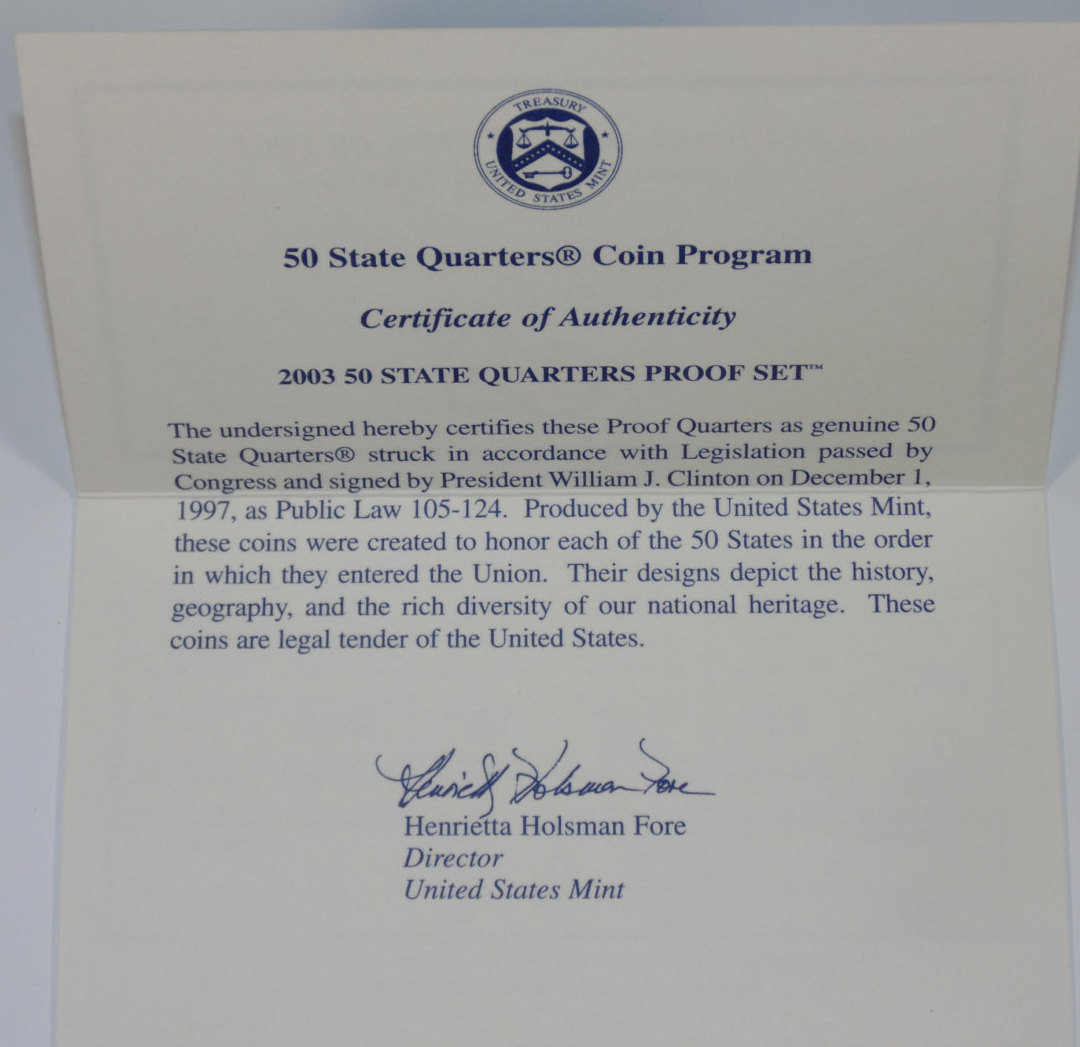 TREASURY
UNITED STATES MINT
50 State Quarters® Coin Program
Certificate of Authenticity
2003 50 STATE QUARTERS PROOF SET™
The undersigned hereby certifies these Proof Quarters as genuine 50
State Quarters® struck in accordance with Legislation passed by
Congress and signed by President William J. Clinton on December 1,
1997, as Public Law 105-124. Produced by the United States Mint,
these coins were created to honor each of the 50 States in the order
in which they entered the Union. Their designs depict the history,
geography, and the rich diversity of our national heritage. These
coins are legal tender of the United States.
Henrietta Holsman Fore
Henrietta Holsman Fore
Director
United States Mint